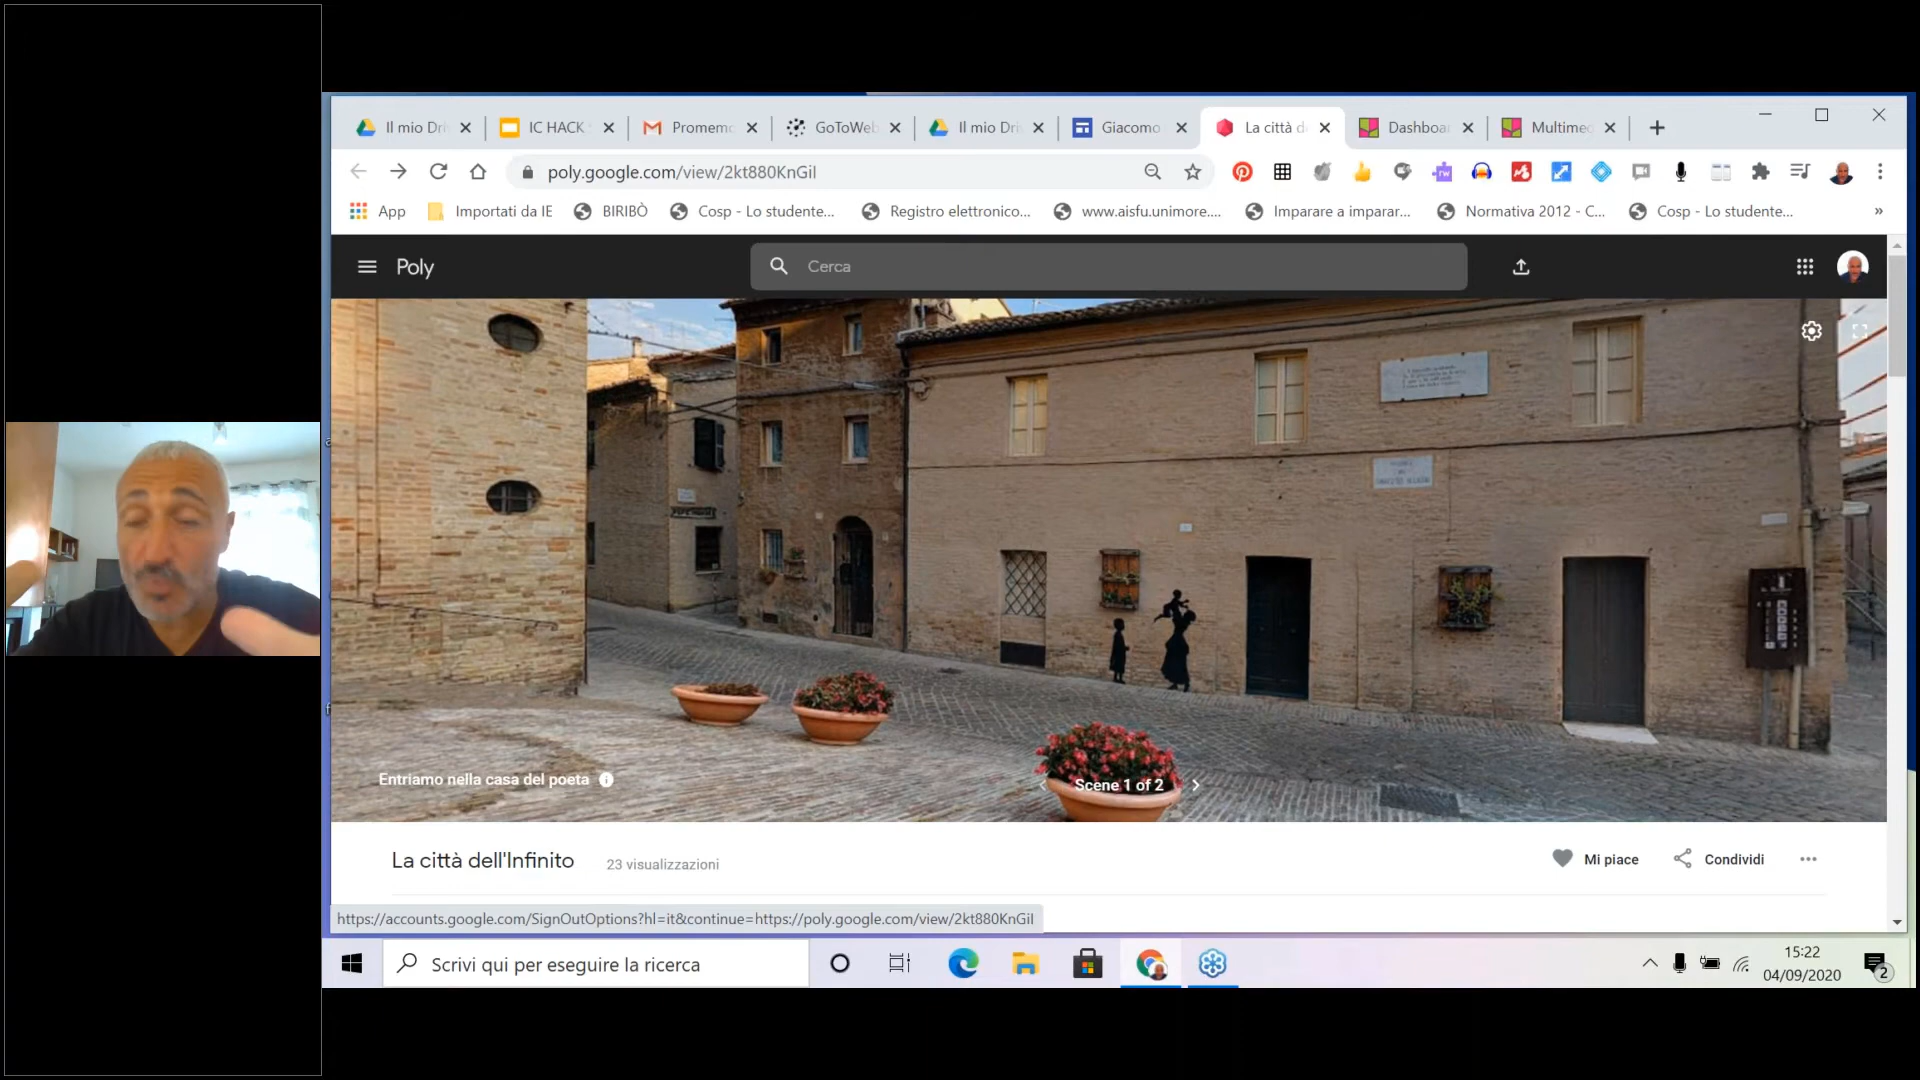 Il mio Dri
IC HACK
Promemo
GoToWeb
Il mio Dri
Giacomo
La città d
Dashboa
Multimed
poly.google.com/view/2kt880KnGiI
App
Importati da IE
BIRIBÒ
Cosp - Lo studente...
Registro elettronico...
www.aisfu.unimore....
Imparare a imparar...
Normativa 2012 - C...
Cosp - Lo studente...
»
Poly
Cerca
Entriamo nella casa del poeta
Scene 1 of 2
La città dell'Infinito
23 visualizzazioni
Mi piace
Condividi
https://accounts.google.com/SignOutOptions?hl=it&continue=https://poly.google.com/view/2kt880KnGiI
Scrivi qui per eseguire la ricerca
15:22
04/09/2020
2